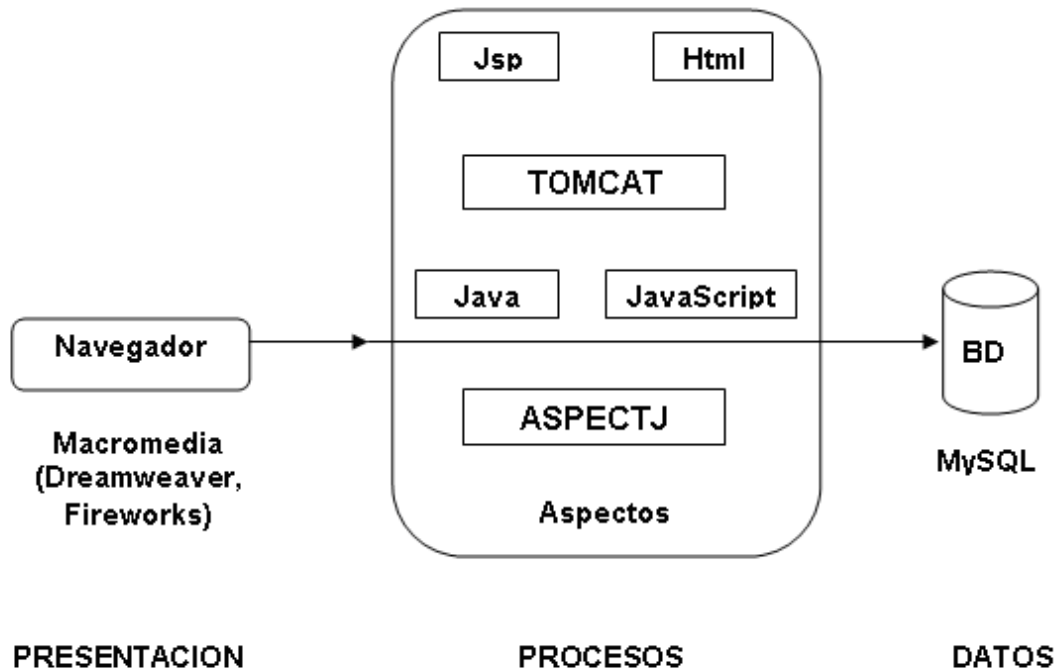 Jsp
Html
TOMCAT
Java
JavaScript
Navegador
BD
ASPECTJ
Macromedia
(Dreamweaver,
Fireworks)
MySQL
Aspectos
PRESENTACION
PROCESOS
DATOS